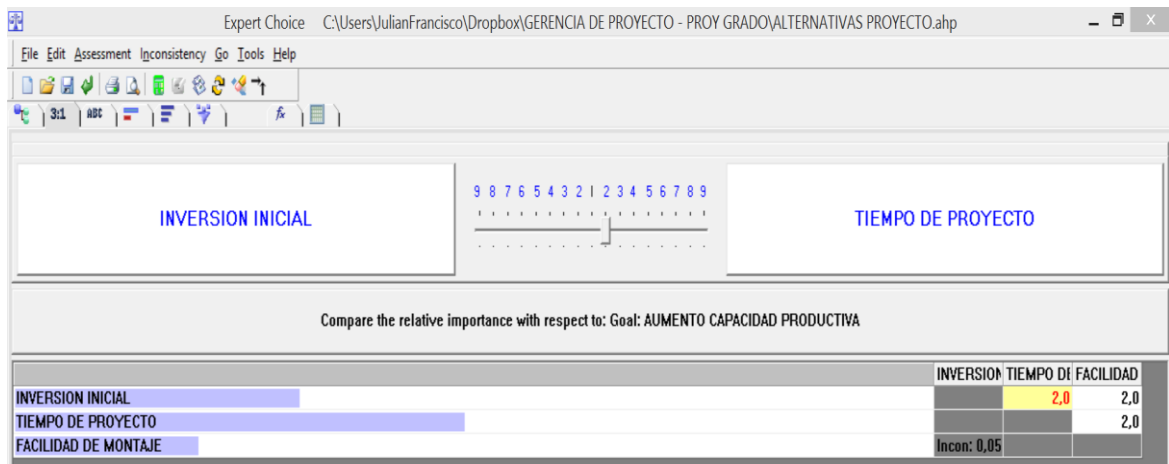 Expert Choice C:\Users\JulianFrancisco\Dropbox\GERENCIA DE PROYECTO - PROY GRADO\ALTERNATIVAS PROYECTO.ahp
File Edit Assessment Inconsistency Go Tools Help
3:1 ABC fx
9 8 7 6 5 4 3 2 1 2 3 4 5 6 7 8 9
INVERSION INICIAL TIEMPO DE PROYECTO
Compare the relative importance with respect to: Goal: AUMENTO CAPACIDAD PRODUCTIVA
INVERSION TIEMPO DE FACILIDAD
INVERSION INICIAL 2,0 2,0
TIEMPO DE PROYECTO 2,0
FACILIDAD DE MONTAJE Incon: 0,05